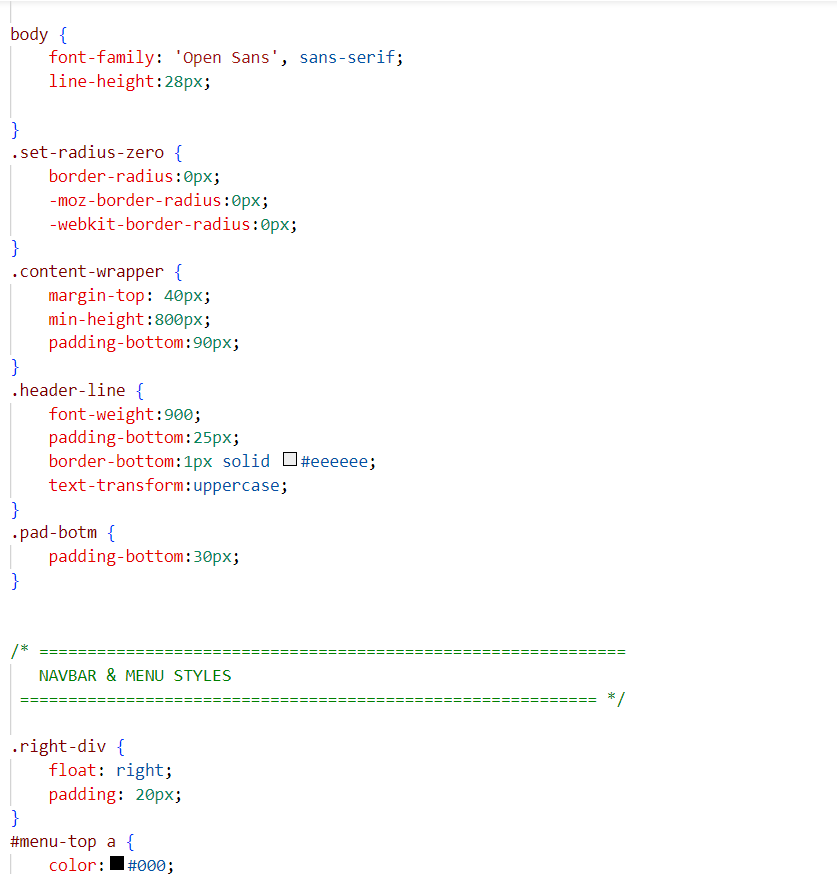 body {
    font-family: 'Open Sans', sans-serif;
    line-height:28px;
}
.set-radius-zero {
    border-radius:0px;
    -moz-border-radius:0px;
    -webkit-border-radius:0px;
}
.content-wrapper {
    margin-top: 40px;
    min-height:800px;
    padding-bottom:90px;
}
.header-line {
    font-weight:900;
    padding-bottom:25px;
    border-bottom:1px solid #eeeeee;
    text-transform:uppercase;
}
.pad-botm {
    padding-bottom:30px;
}
/* =============================================================
   NAVBAR & MENU STYLES
 ============================================================ */
.right-div {
    float: right;
    padding: 20px;
}
#menu-top a {
    color:#000;